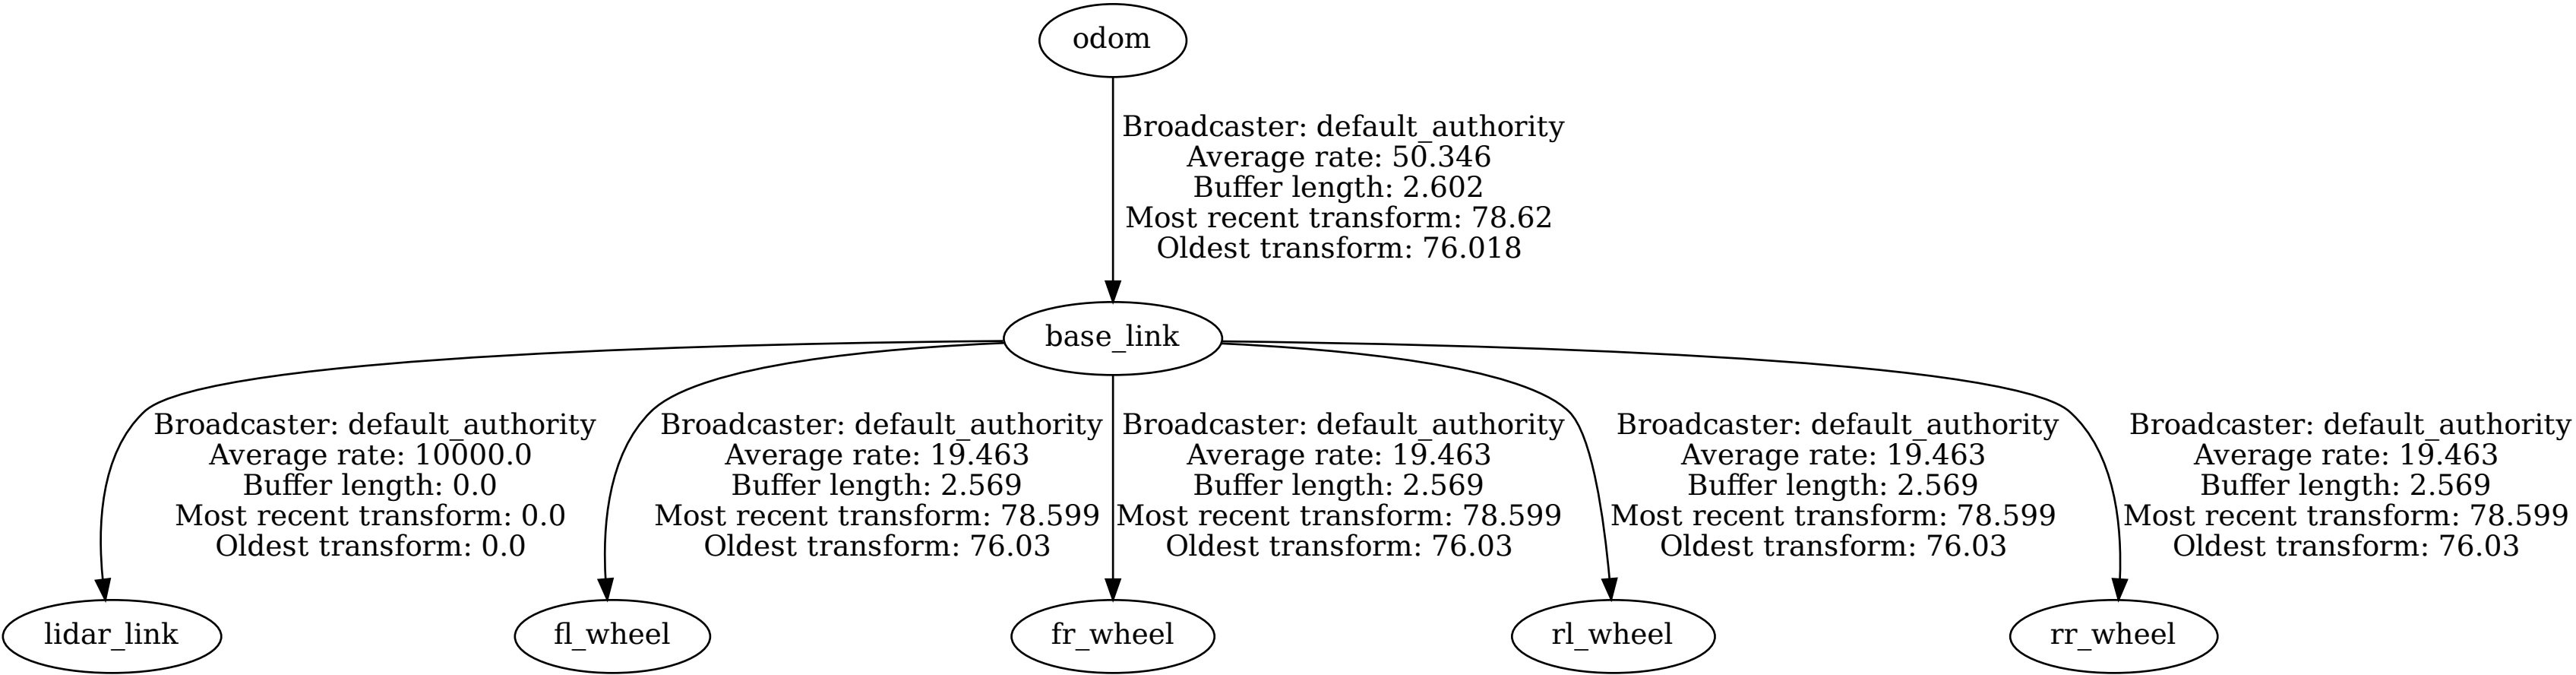 odom
Broadcaster: default_authority
Average rate: 50.346
Buffer length: 2.602
Most recent transform: 78.62
Oldest transform: 76.018
base_link
Broadcaster: default_authority
Average rate: 10000.0
Buffer length: 0.0
Most recent transform: 0.0
Oldest transform: 0.0
Broadcaster: default_authority
Average rate: 19.463
Buffer length: 2.569
Most recent transform: 78.599
Oldest transform: 76.03
Broadcaster: default_authority
Average rate: 19.463
Buffer length: 2.569
Most recent transform: 78.599
Oldest transform: 76.03
Broadcaster: default_authority
Average rate: 19.463
Buffer length: 2.569
Most recent transform: 78.599
Oldest transform: 76.03
Broadcaster: default_authority
Average rate: 19.463
Buffer length: 2.569
Most recent transform: 78.599
Oldest transform: 76.03
lidar_link
fl_wheel
fr_wheel
rl_wheel
rr_wheel